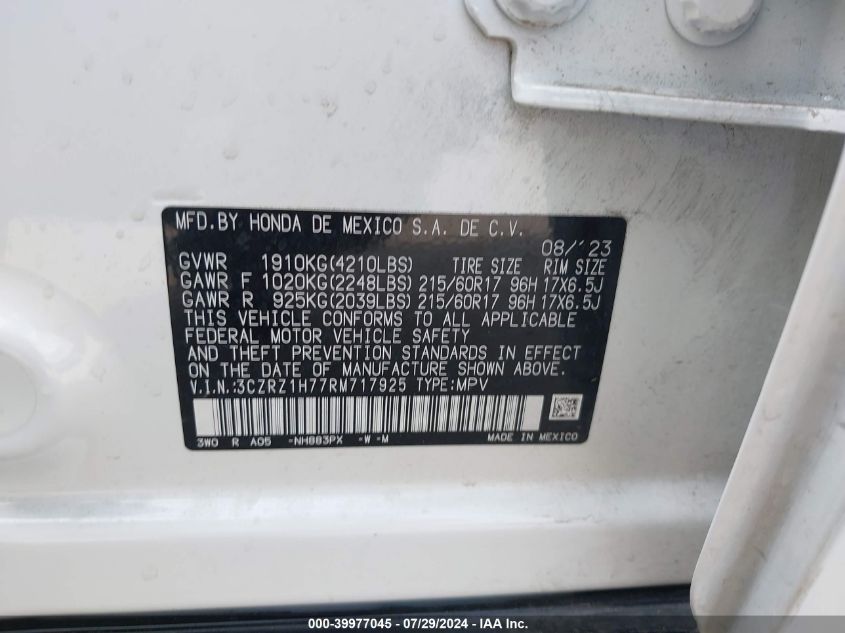 MFD.BY HONDA DE MEXICO S.A. DE C.V.
08/'23
GVWR 1910KG(4210LBS) TIRE SIZE RIM SIZE
GAWR F 1020KG(2248LBS) 215/60R17 96H 17X6.5J
GAWR R 925KG(2039LBS) 215/60R17 96H 17X6.5J
THIS VEHICLE CONFORMS TO ALL APPLICABLE
FEDERAL MOTOR VEHICLE SAFETY
AND THEFT PREVENTION STANDARDS IN EFFECT
ON THE DATE OF MANUFACTURE SHOWN ABOVE.
V.I.N.:3CZRZ1H77RM717925 TYPE:MPV
3W0 R A05 -NH883PX -W -M MADE IN MEXICO
000-39977045 - 07/29/2024 - Copyright © 2024 IAA, Inc.